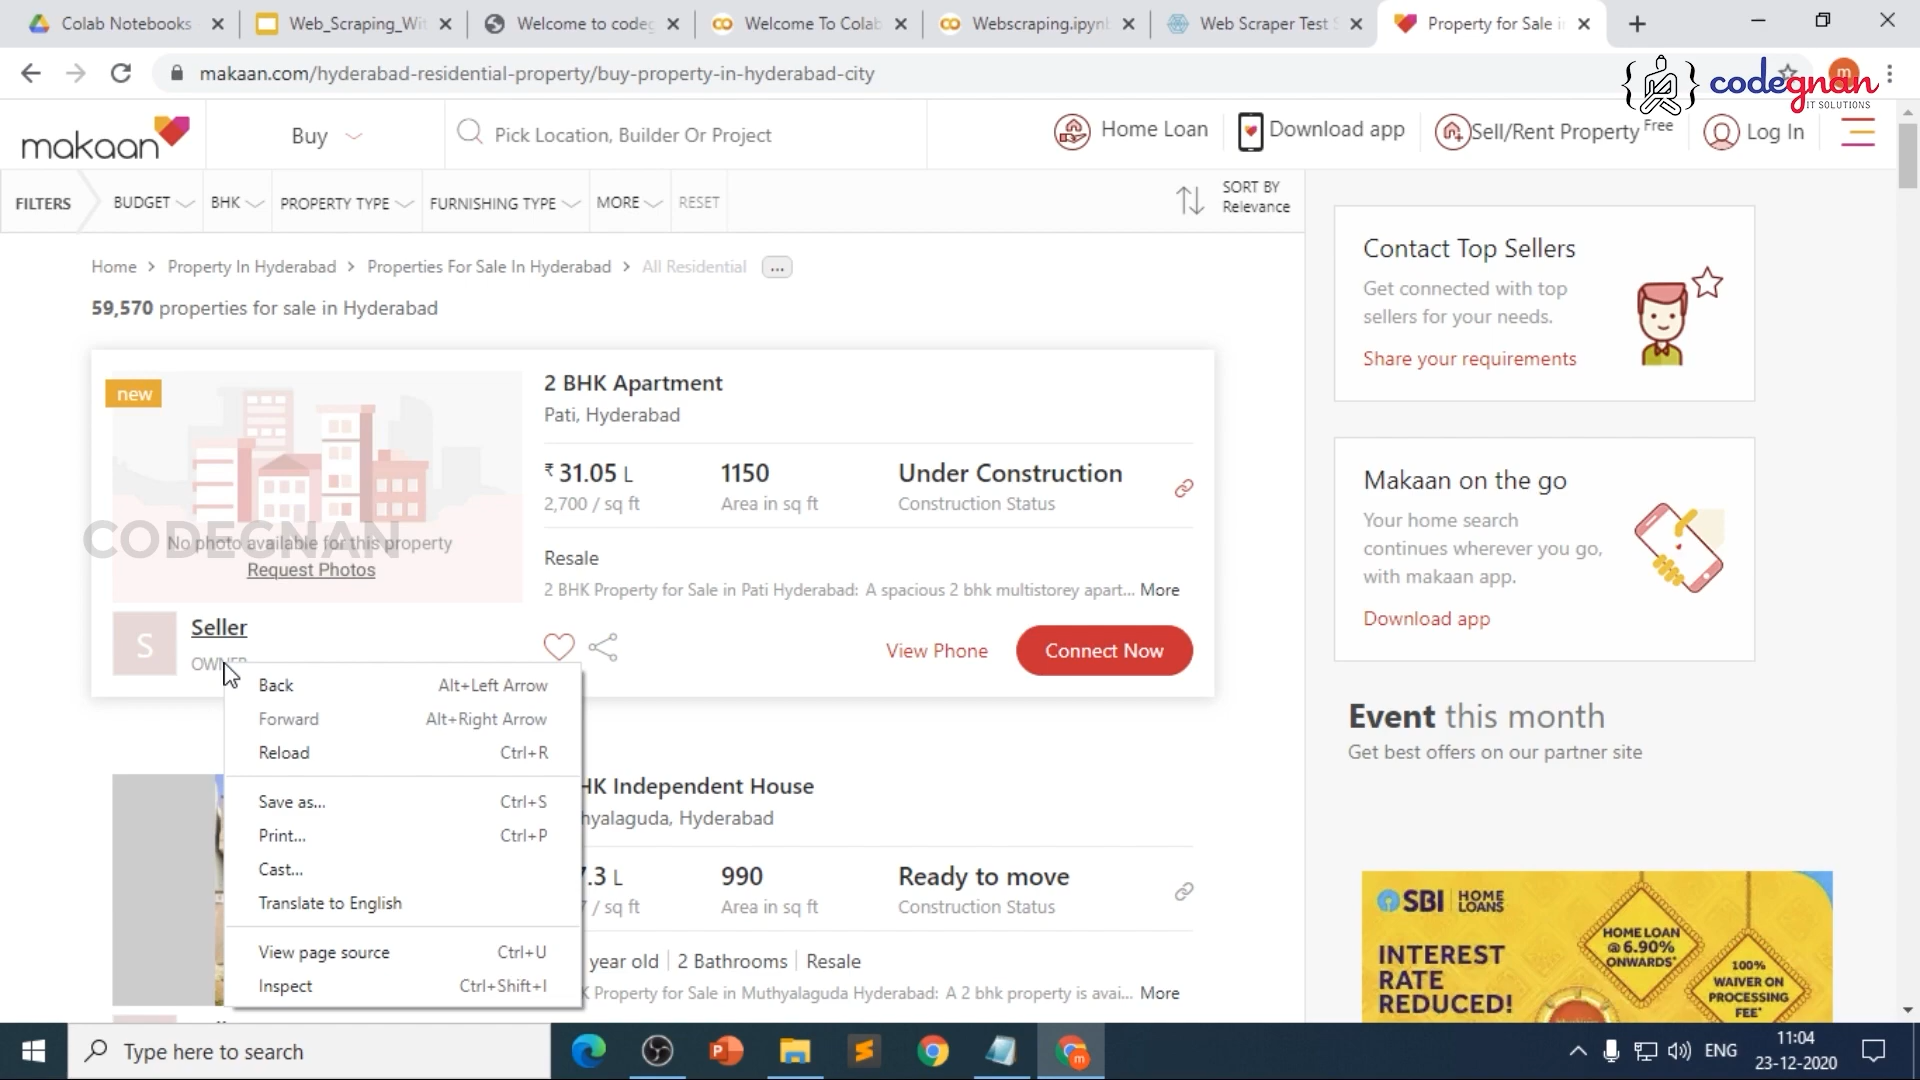 Colab Notebooks
Web_Scraping_Wit
Welcome to codeg
Welcome To Colab
Webscraping.ipynb
Web Scraper Test S
Property for Sale in
makaan.com/hyderabad-residential-property/buy-property-in-hyderabad-city
m
codegnan
IT SOLUTIONS
makaan
Buy
Pick Location, Builder Or Project
Home Loan
Download app
Sell/Rent Property Free
Log In
FILTERS
BUDGET
BHK
PROPERTY TYPE
FURNISHING TYPE
MORE
RESET
SORT BY
Relevance
Home > Property In Hyderabad > Properties For Sale In Hyderabad > All Residential ...
59,570 properties for sale in Hyderabad
new
2 BHK Apartment
Pati, Hyderabad
₹ 31.05 L
2,700 / sq ft
1150
Area in sq ft
Under Construction
Construction Status
CODEGNAN
No photo available for this property
Request Photos
Resale
2 BHK Property for Sale in Pati Hyderabad: A spacious 2 bhk multistorey apart... More
S
Seller
OWNER
View Phone
Connect Now
Back Alt+Left Arrow
Forward Alt+Right Arrow
Reload Ctrl+R
Save as... Ctrl+S
Print... Ctrl+P
Cast...
Translate to English
View page source Ctrl+U
Inspect Ctrl+Shift+I
HK Independent House
hyalaguda, Hyderabad
7.3 L
/ sq ft
990
Area in sq ft
Ready to move
Construction Status
year old | 2 Bathrooms | Resale
K Property for Sale in Muthyalaguda Hyderabad: A 2 bhk property is avai... More
Contact Top Sellers
Get connected with top
sellers for your needs.
Share your requirements
Makaan on the go
Your home search
continues wherever you go,
with makaan app.
Download app
Event this month
Get best offers on our partner site
SBI HOME LOANS
INTEREST
RATE
REDUCED!
HOME LOAN
@ 6.90%
ONWARDS*
100%
WAIVER ON
PROCESSING
FEE*
Type here to search
P
m
ENG
11:04
23-12-2020